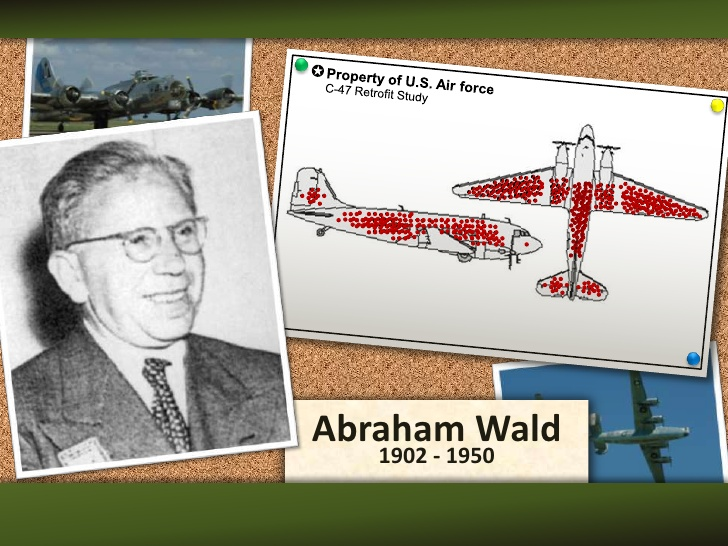 Property of U.S. Air force
C-47 Retrofit Study
Abraham Wald
1902 - 1950